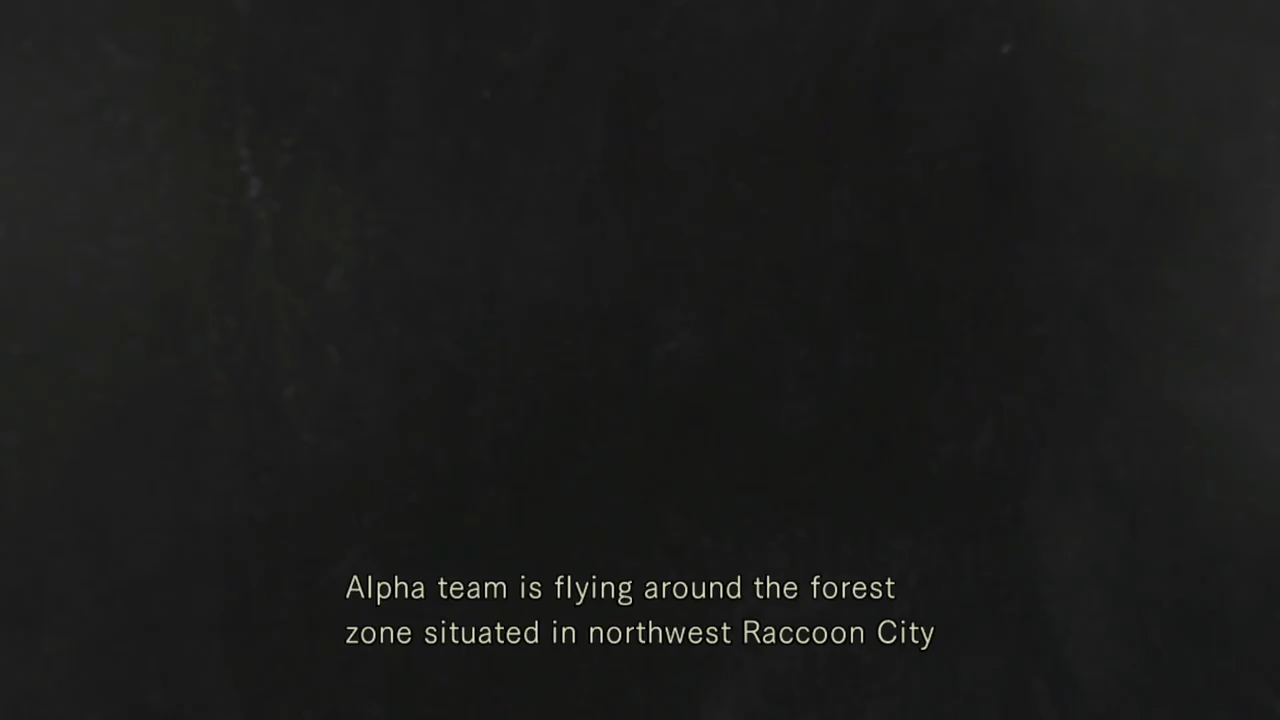 Alpha team is flying around the forest
zone situated in northwest Raccoon City